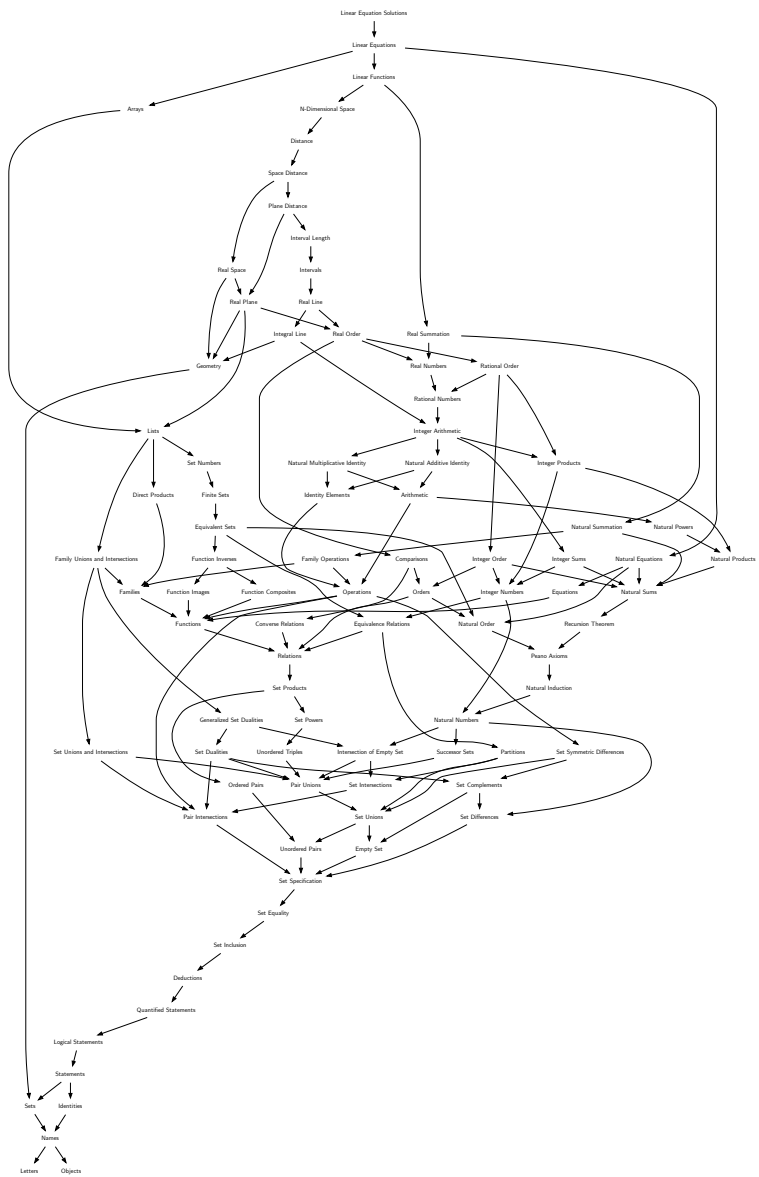 Linear Equation Solutions
Linear Equations
Linear Functions
Arrays
N-Dimensional Space
Distance
Space Distance
Plane Distance
Interval Length
Real Space
Intervals
Real Plane
Real Line
Integral Line
Real Order
Real Summation
Geometry
Real Numbers
Rational Order
Rational Numbers
Lists
Integer Arithmetic
Set Numbers
Natural Multiplicative Identity
Natural Additive Identity
Integer Products
Direct Products
Finite Sets
Identity Elements
Arithmetic
Equivalent Sets
Natural Summation
Natural Powers
Family Unions and Intersections
Function Inverses
Family Operations
Comparisons
Integer Order
Integer Sums
Natural Equations
Natural Products
Families
Function Images
Function Composites
Operations
Orders
Integer Numbers
Equations
Natural Sums
Functions
Converse Relations
Equivalence Relations
Natural Order
Recursion Theorem
Relations
Peano Axioms
Set Products
Natural Induction
Generalized Set Dualities
Set Powers
Natural Numbers
Set Unions and Intersections
Set Dualities
Unordered Triples
Intersection of Empty Set
Successor Sets
Partitions
Set Symmetric Differences
Ordered Pairs
Pair Unions
Set Intersections
Set Complements
Pair Intersections
Set Unions
Set Differences
Unordered Pairs
Empty Set
Set Specification
Set Equality
Set Inclusion
Deductions
Quantified Statements
Logical Statements
Statements
Sets
Identities
Names
Letters
Objects